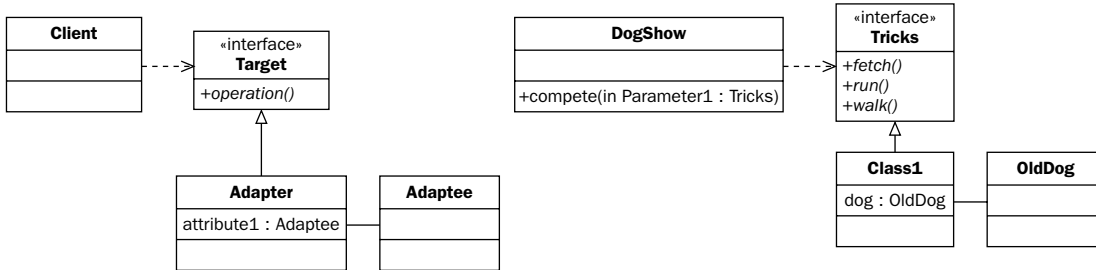 Client
«interface»
Target
+operation()
Adapter
attribute1 : Adaptee
Adaptee
DogShow
+compete(in Parameter1 : Tricks)
«interface»
Tricks
+fetch()
+run()
+walk()
Class1
dog : OldDog
OldDog